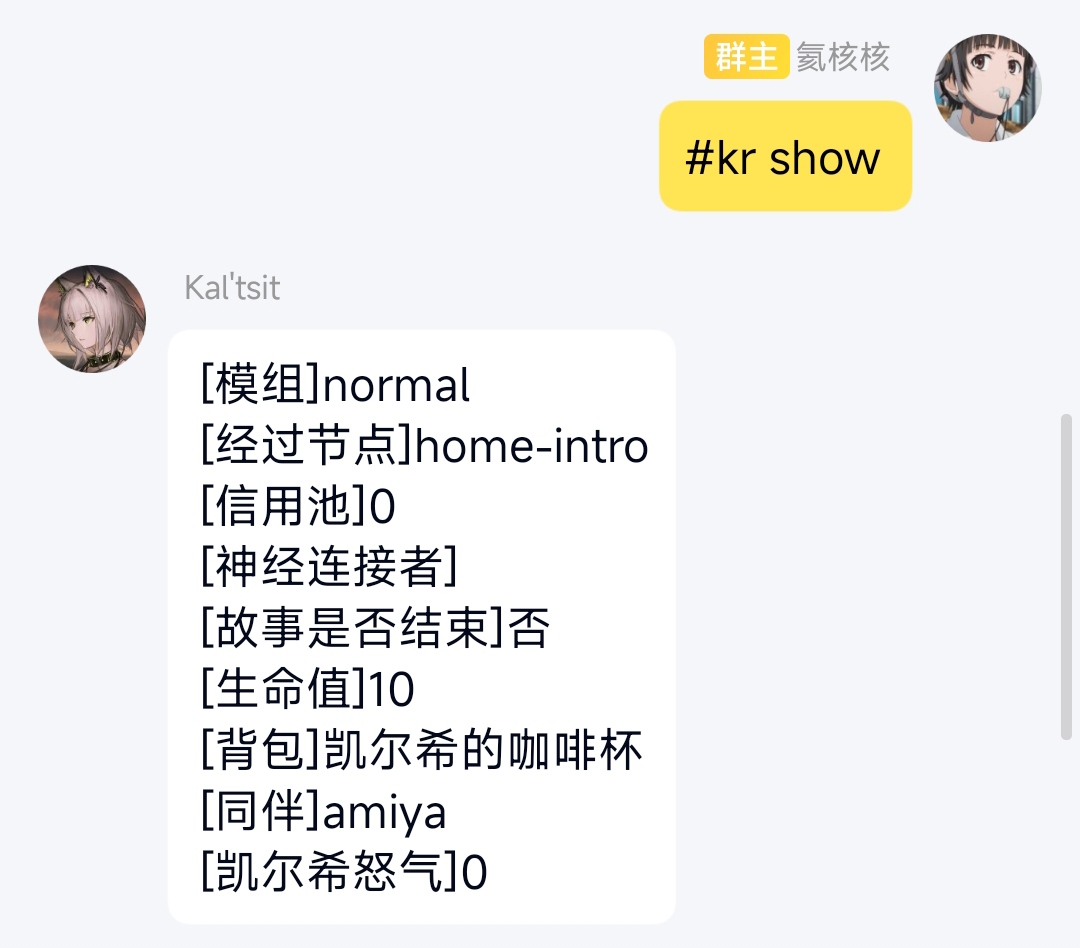 群主 氦核核
#kr show
Kal'tsit
[模组]normal
[经过节点]home-intro
[信用池]0
[神经连接者]
[故事是否结束]否
[生命值]10
[背包]凯尔希的咖啡杯
[同伴]amiya
[凯尔希怒气]0